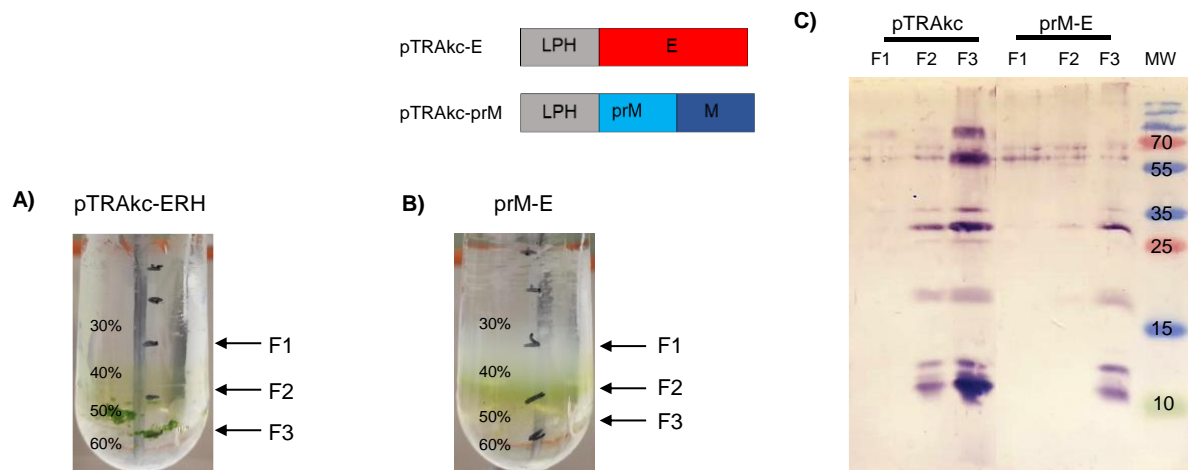 pTRAkc-E LPH E
pTRAkc-prM LPH prM M
A)
pTRAkc-ERH
30%
40%
50%
60%
F1
F2
F3
B)
prM-E
30%
40%
50%
60%
F1
F2
F3
C)
pTRAkc prM-E
F1 F2 F3 F1 F2 F3 MW
70
55
35
25
15
10